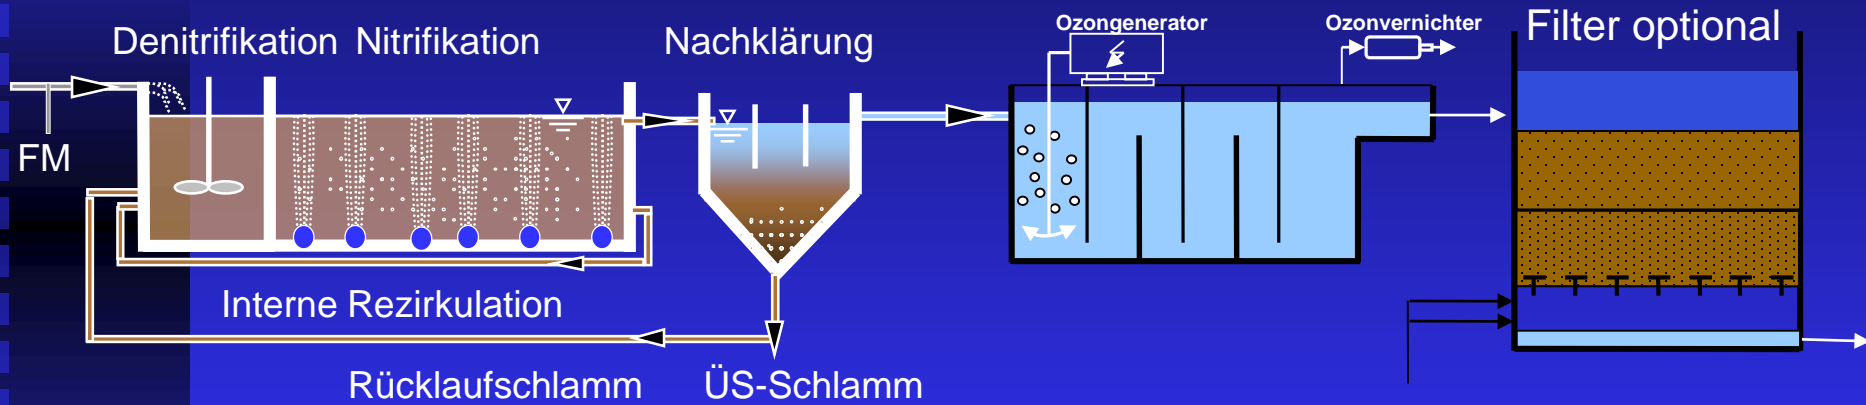 Denitrifikation Nitrifikation
Nachklärung
Ozongenerator
Ozonvernichter
Filter optional
FM
Interne Rezirkulation
Rücklaufschlamm
ÜS-Schlamm